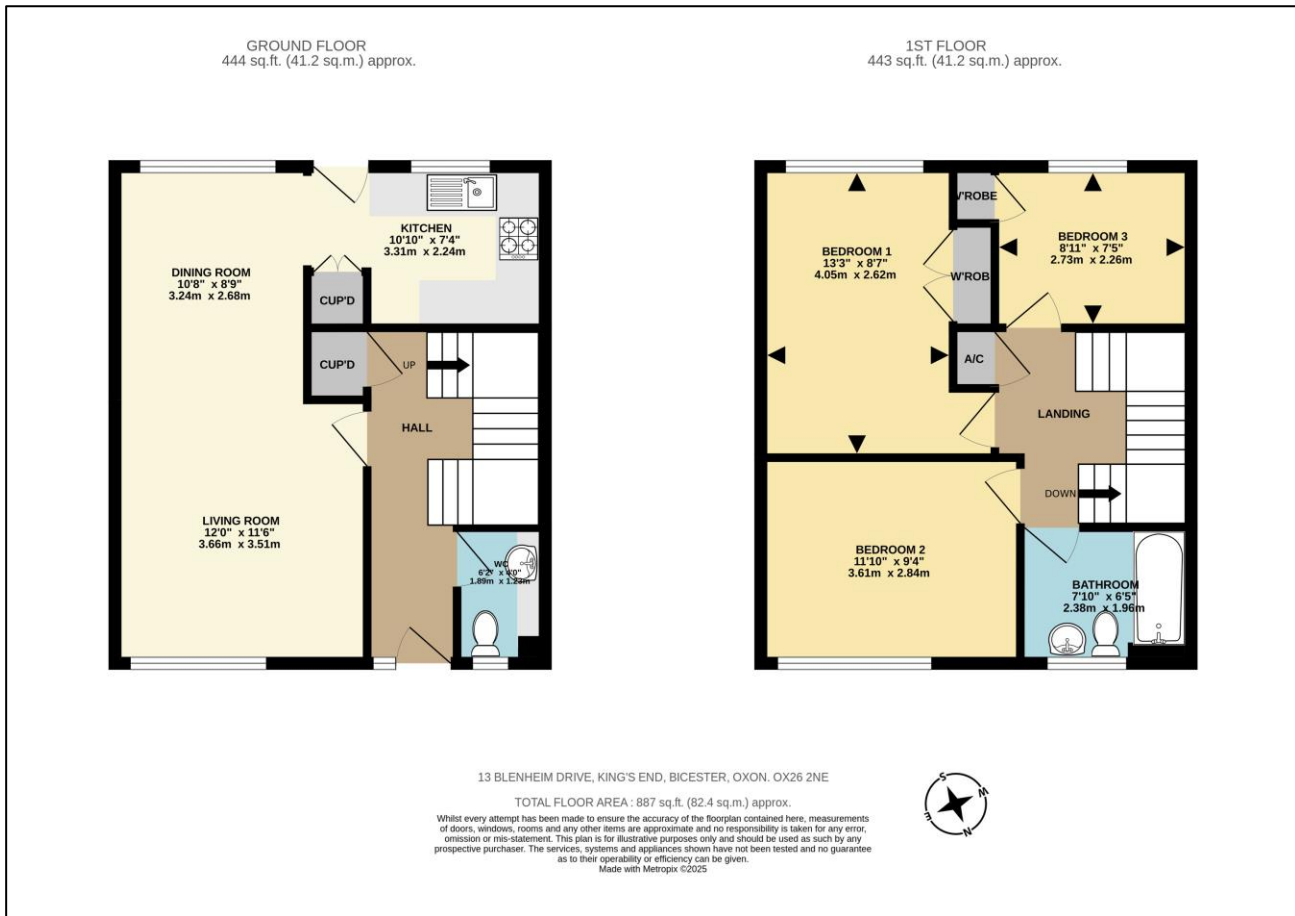 GROUND FLOOR
444 sq.ft. (41.2 sq.m.) approx.
KITCHEN
10'10" x 7'4"
3.31m x 2.24m
DINING ROOM
10'8" x 8'9"
3.24m x 2.68m
CUP'D
CUP'D
UP
HALL
LIVING ROOM
12'0" x 11'6"
3.66m x 3.51m
WC
6'2" x 4'0"
1.89m x 1.23m
1ST FLOOR
443 sq.ft. (41.2 sq.m.) approx.
W'ROBE
BEDROOM 3
8'11" x 7'5"
2.73m x 2.26m
BEDROOM 1
13'3" x 8'7"
4.05m x 2.62m
W'ROB
A/C
LANDING
DOWN
BEDROOM 2
11'10" x 9'4"
3.61m x 2.84m
BATHROOM
7'10" x 6'5"
2.38m x 1.96m
13 BLENHEIM DRIVE, KING'S END, BICESTER, OXON. OX26 2NE
TOTAL FLOOR AREA : 887 sq.ft. (82.4 sq.m.) approx.
Whilst every attempt has been made to ensure the accuracy of the floorplan contained here, measurements
of doors, windows, rooms and any other items are approximate and no responsibility is taken for any error,
omission or mis-statement. This plan is for illustrative purposes only and should be used as such by any
prospective purchaser. The services, systems and appliances shown have not been tested and no guarantee
as to their operability or efficiency can be given.
Made with Metropix ©2025
S
W
E
N